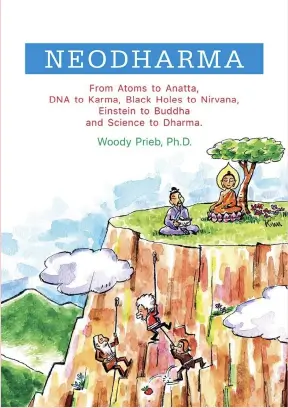 NEODHARMA
From Atoms to Anatta,
DNA to Karma, Black Holes to Nirvana,
Einstein to Buddha
and Science to Dharma.
Woody Prieb, Ph.D.